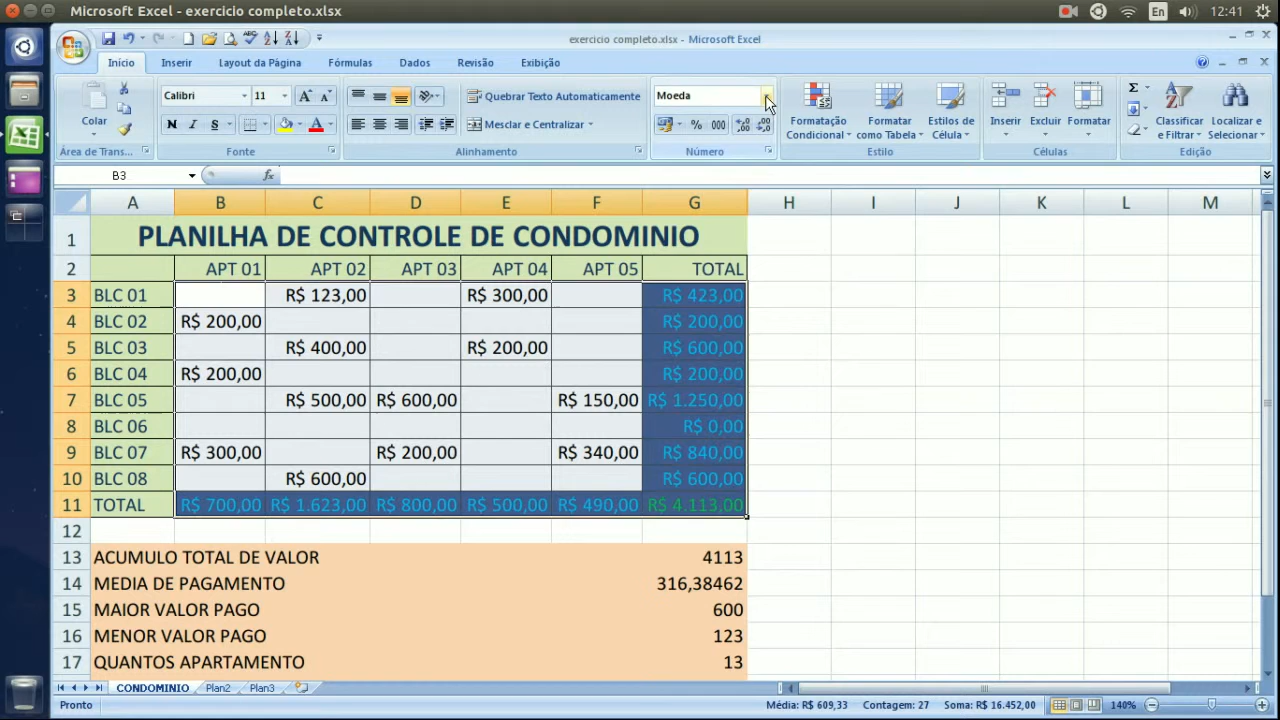 Microsoft Excel - exercicio completo.xlsx En 12:41
exercicio completo.xlsx - Microsoft Excel
Início Inserir Layout da Página Fórmulas Dados Revisão Exibição
Colar Calibri 11 Quebrar Texto Automaticamente Moeda
N I S Mesclar e Centralizar % 000
Formatação Condicional Formatar como Tabela Estilos de Célula Inserir Excluir Formatar Classificar e Filtrar Localizar e Selecionar
Área de Trans... Fonte Alinhamento Número Estilo Células Edição
B3 fx
A B C D E F G H I J K L M
1 PLANILHA DE CONTROLE DE CONDOMINIO
2 APT 01 APT 02 APT 03 APT 04 APT 05 TOTAL
3 BLC 01 R$ 123,00 R$ 300,00 R$ 423,00
4 BLC 02 R$ 200,00 R$ 200,00
5 BLC 03 R$ 400,00 R$ 200,00 R$ 600,00
6 BLC 04 R$ 200,00 R$ 200,00
7 BLC 05 R$ 500,00 R$ 600,00 R$ 150,00 R$ 1.250,00
8 BLC 06 R$ 0,00
9 BLC 07 R$ 300,00 R$ 200,00 R$ 340,00 R$ 840,00
10 BLC 08 R$ 600,00 R$ 600,00
11 TOTAL R$ 700,00 R$ 1.623,00 R$ 800,00 R$ 500,00 R$ 490,00 R$ 4.113,00
12
13 ACUMULO TOTAL DE VALOR 4113
14 MEDIA DE PAGAMENTO 316,38462
15 MAIOR VALOR PAGO 600
16 MENOR VALOR PAGO 123
17 QUANTOS APARTAMENTO 13
CONDOMINIO Plan2 Plan3
Pronto Média: R$ 609,33 Contagem: 27 Soma: R$ 16.452,00 140%